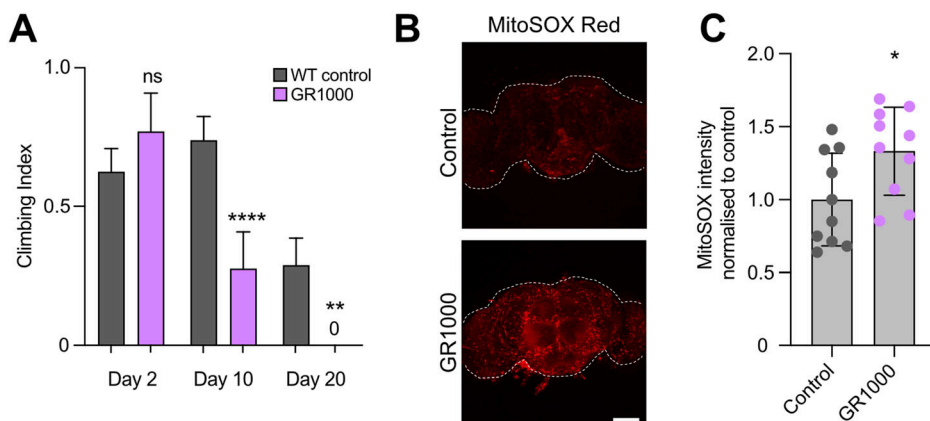 A
1.0
0.5
0
Climbing Index
ns
****
**
0
WT control
GR1000
Day 2
Day 10
Day 20
B
MitoSOX Red
Control
GR1000
C
2.0
1.5
1.0
0.5
0
MitoSOX intensity
normalised to control
*
Control
GR1000